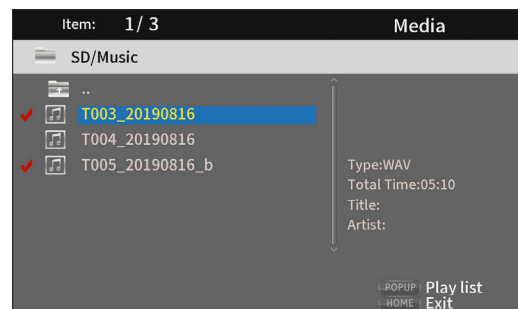 Item: 1/ 3 Media
SD/Music
..
T003_20190816
T004_20190816
T005_20190816_b
Type:WAV
Total Time:05:10
Title:
Artist:
POPUP Play list
HOME Exit